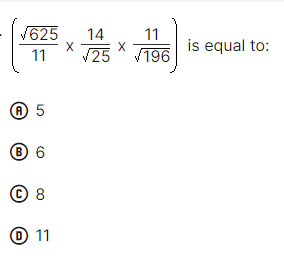 (√625/11 x 14/√25 x 11/√196) is equal to:
A 5
B 6
C 8
D 11